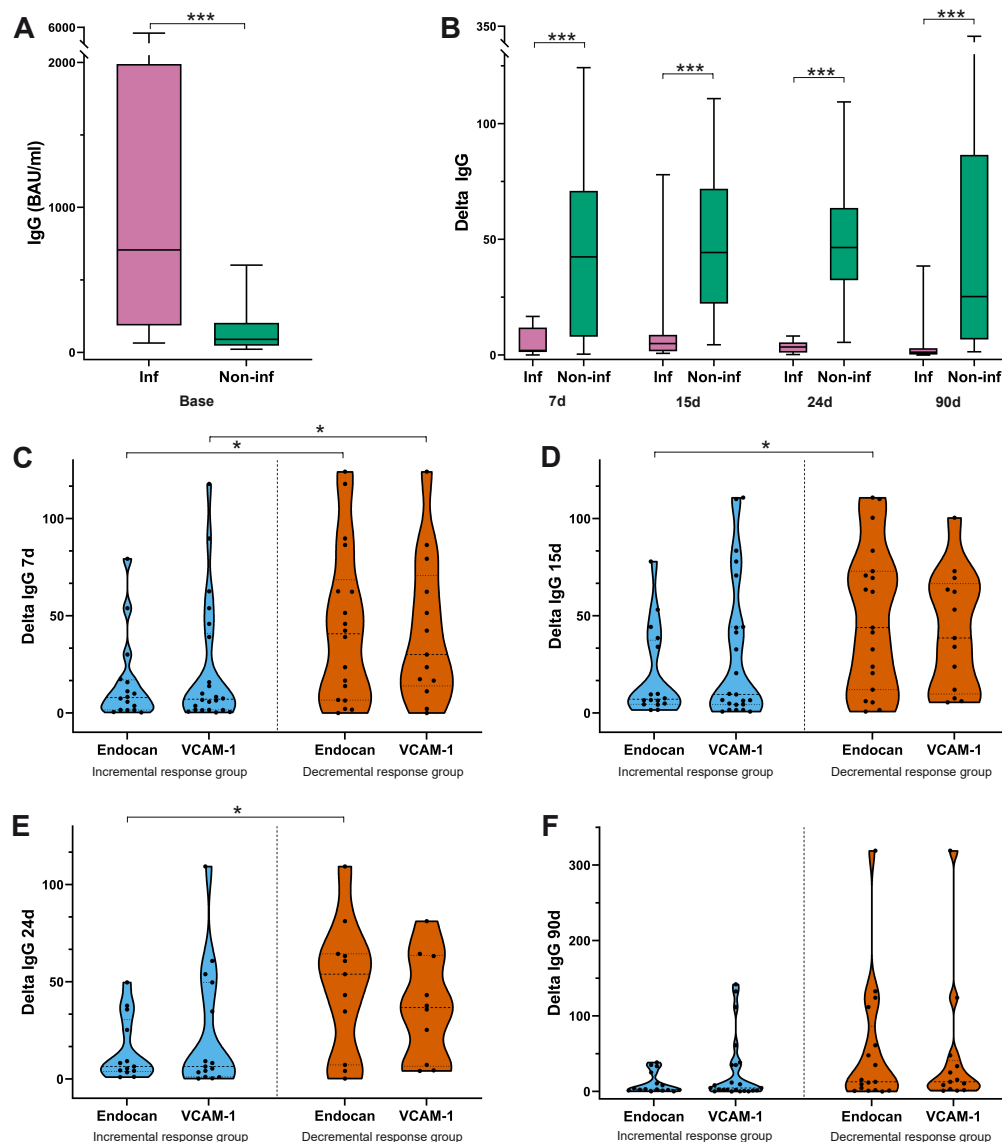 A
B
6000
***
2000
1000
0
IgG (BAU/ml)
Inf
Non-inf
Base
350
***
***
***
***
100
50
0
Delta IgG
Inf Non-inf
Inf Non-inf
Inf Non-inf
Inf Non-inf
7d
15d
24d
90d
C
*
*
100
50
0
Delta IgG 7d
Endocan
VCAM-1
Endocan
VCAM-1
Incremental response group
Decremental response group
D
*
100
50
0
Delta IgG 15d
Endocan
VCAM-1
Endocan
VCAM-1
Incremental response group
Decremental response group
E
*
100
50
0
Delta IgG 24d
Endocan
VCAM-1
Endocan
VCAM-1
Incremental response group
Decremental response group
F
300
200
100
0
Delta IgG 90d
Endocan
VCAM-1
Endocan
VCAM-1
Incremental response group
Decremental response group